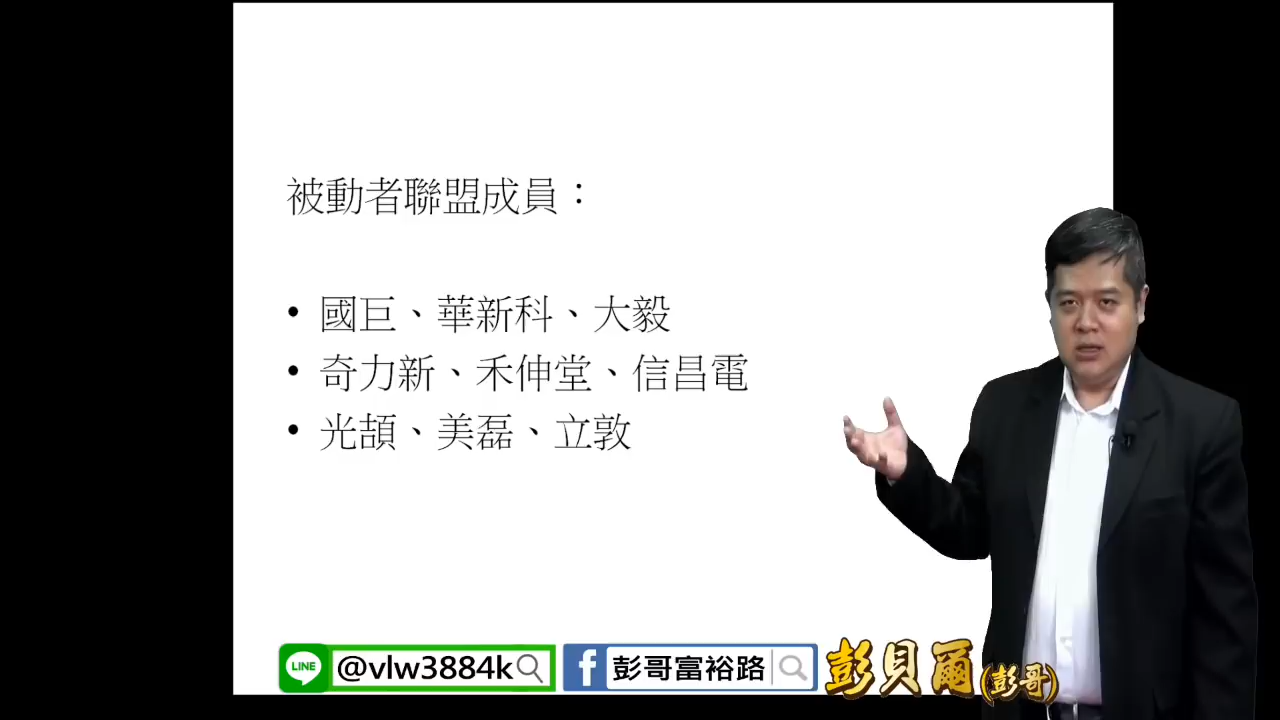 被動者聯盟成員：
• 國巨、華新科、大毅
• 奇力新、禾伸堂、信昌電
• 光頡、美磊、立敦
LINE @vlw3884k
f 彭哥富裕路
彭貝爾(彭哥)